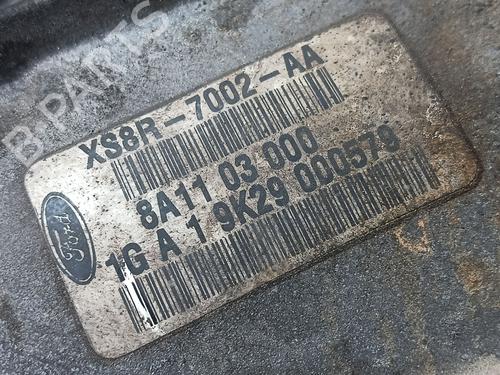 B-PARTS
XS8R-7002-AA
8A11 03 000
1G A 1 9K29 000579
Ford